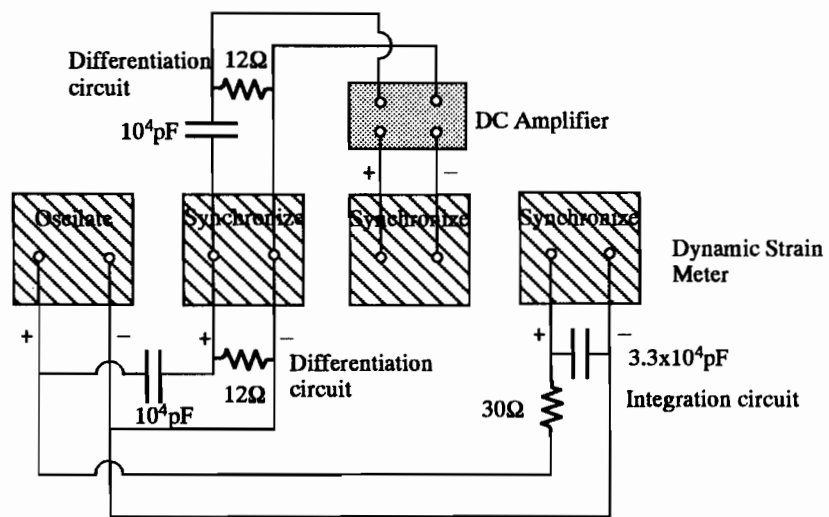 Differentiation
circuit
12Ω
10⁴pF
DC Amplifier
+
−
Oscilate
Synchronize
Synchronize
Synchronize
Dynamic Strain
Meter
+
−
+
−
+
−
Differentiation
circuit
10⁴pF
12Ω
3.3x10⁴pF
30Ω
Integration circuit